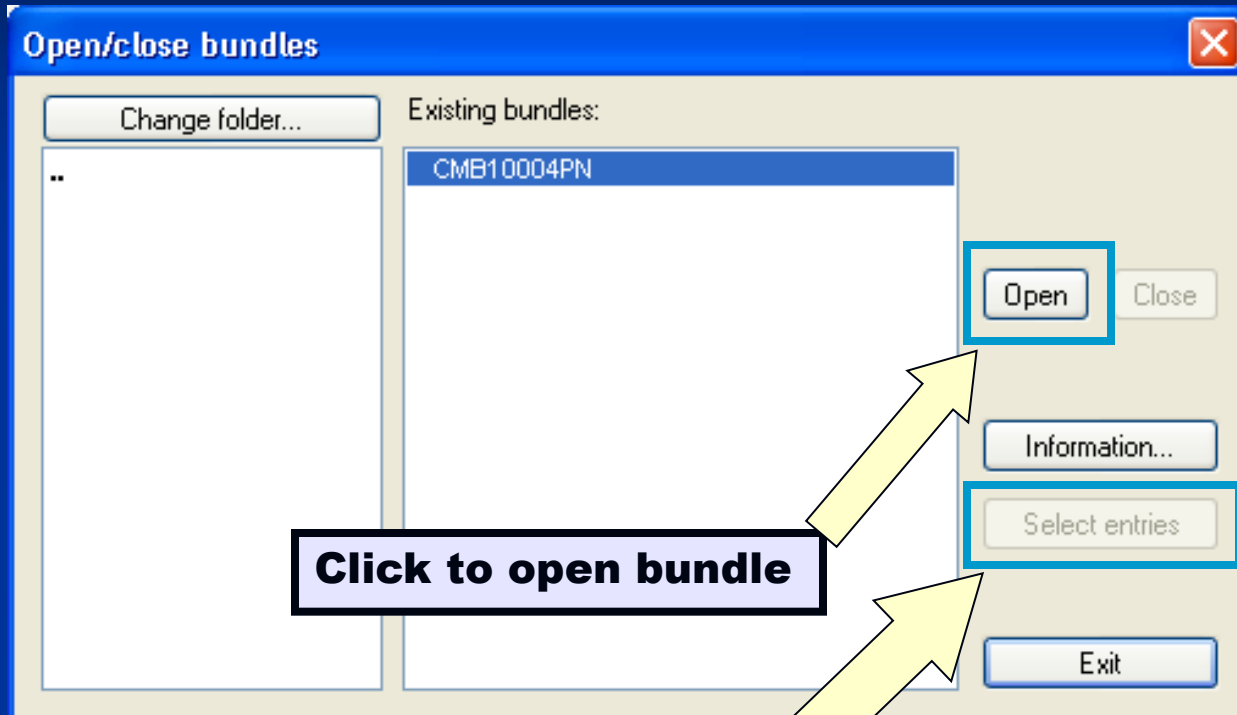 Open/close bundles
Change folder...
Existing bundles:
..
CMB10004PN
Open
Close
Information...
Select entries
Click to open bundle
Exit